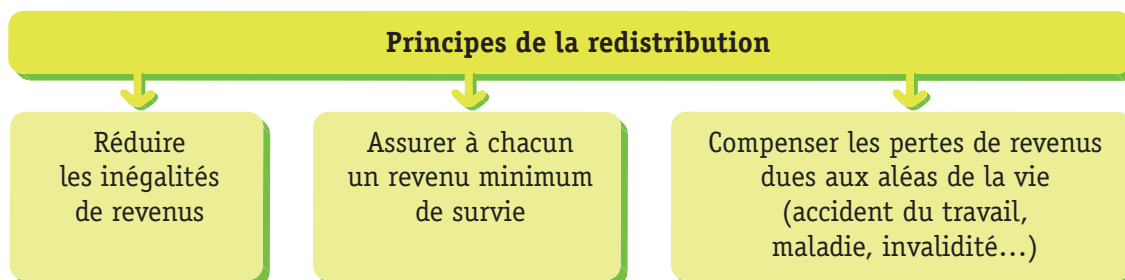 Principes de la redistribution
Réduire
les inégalités
de revenus
Assurer à chacun
un revenu minimum
de survie
Compenser les pertes de revenus
dues aux aléas de la vie
(accident du travail,
maladie, invalidité…)